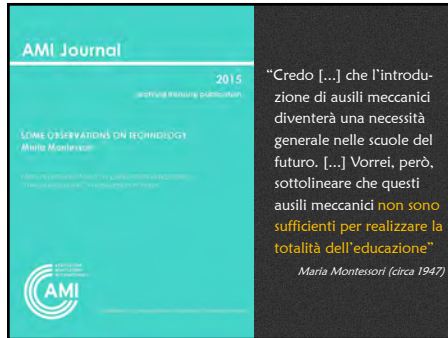 AMI Journal
2015
SOME OBSERVATIONS ON TECHNOLOGY
Maria Montessori
AMI
“Credo [...] che l’introdu-
zione di ausili meccanici
diventerà una necessità
generale nelle scuole del
futuro. [...] Vorrei, però,
sottolineare che questi
ausili meccanici non sono
sufficienti per realizzare la
totalità dell’educazione”
Maria Montessori (circa 1947)